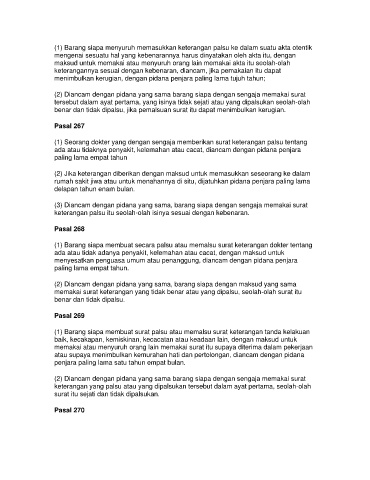 (1) Barang siapa menyuruh memasukkan keterangan palsu ke dalam suatu akta otentik
mengenai sesuatu hal yang kebenarannya harus dinyatakan oleh akta itu, dengan
maksud untuk memakai atau menyuruh orang lain memakai akta itu seolah-olah
keterangannya sesuai dengan kebenaran, diancam, jika pemakaian itu dapat
menimbulkan kerugian, dengan pidana penjara paling lama tujuh tahun;
(2) Diancam dengan pidana yang sama barang siapa dengan sengaja memakai surat
tersebut dalam ayat pertama, yang isinya tidak sejati atau yang dipalsukan seolah-olah
benar dan tidak dipalsu, jika pemalsuan surat itu dapat menimbulkan kerugian.
Pasal 267
(1) Seorang dokter yang dengan sengaja memberikan surat keterangan palsu tentang
ada atau tidaknya penyakit, kelemahan atau cacat, diancam dengan pidana penjara
paling lama empat tahun
(2) Jika keterangan diberikan dengan maksud untuk memasukkan seseorang ke dalam
rumah sakit jiwa atau untuk menahannya di situ, dijatuhkan pidana penjara paling lama
delapan tahun enam bulan.
(3) Diancam dengan pidana yang sama, barang siapa dengan sengaja memakai surat
keterangan palsu itu seolah-olah isinya sesuai dengan kebenaran.
Pasal 268
(1) Barang siapa membuat secara palsu atau memalsu surat keterangan dokter tentang
ada atau tidak adanya penyakit, kelemahan atau cacat, dengan maksud untuk
menyesatkan penguasa umum atau penanggung, diancam dengan pidana penjara
paling lama empat tahun.
(2) Diancam dengan pidana yang sama, barang siapa dengan maksud yang sama
memakai surat keterangan yang tidak benar atau yang dipalsu, seolah-olah surat itu
benar dan tidak dipalsu.
Pasal 269
(1) Barang siapa membuat surat palsu atau memalsu surat keterangan tanda kelakuan
baik, kecakapan, kemiskinan, kecacatan atau keadaan lain, dengan maksud untuk
memakai atau menyuruh orang lain memakai surat itu supaya diterima dalam pekerjaan
atau supaya menimbulkan kemurahan hati dan pertolongan, diancam dengan pidana
penjara paling lama satu tahun empat bulan.
(2) Diancam dengan pidana yang sama barang siapa dengan sengaja memakai surat
keterangan yang palsu atau yang dipalsukan tersebut dalam ayat pertama, seolah-olah
surat itu sejati dan tidak dipalsukan.
Pasal 270